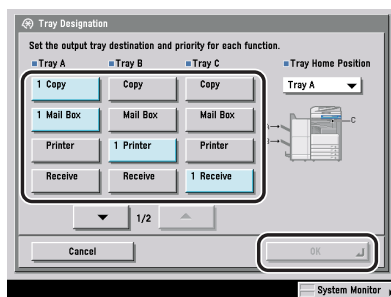 Tray Designation
Set the output tray destination and priority for each function.
Tray A Tray B Tray C Tray Home Position
1 Copy Copy Copy Tray A
1 Mail Box Mail Box Mail Box
Printer 1 Printer Printer
Receive Receive 1 Receive
A
B
C
1/2
Cancel OK
System Monitor